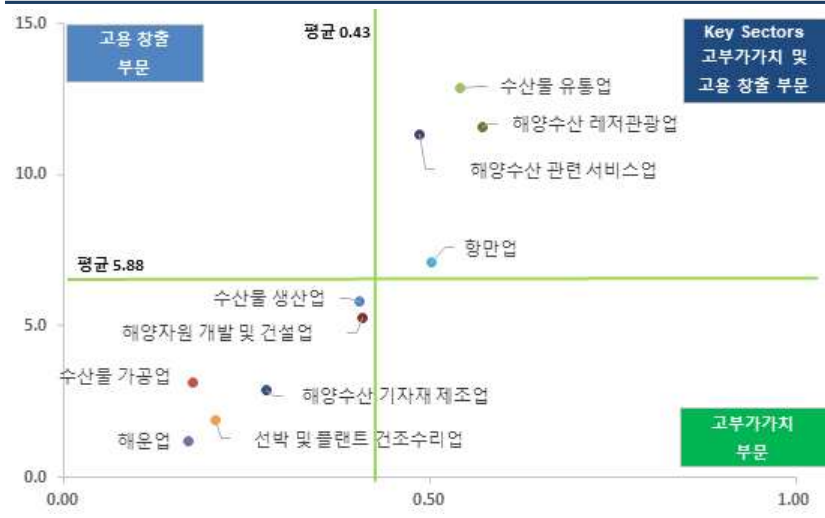 15.0
고용 창출
부문
평균 0.43
Key Sectors
고부가가치 및
고용 창출 부문
수산물 유통업
해양수산 레저관광업
해양수산 관련 서비스업
10.0
항만업
평균 5.88
수산물 생산업
5.0
해양자원 개발 및 건설업
수산물 가공업
해양수산 기자재 제조업
고부가가치
부문
해운업
선박 및 플랜트 건조수리업
0.0
0.00
0.50
1.00